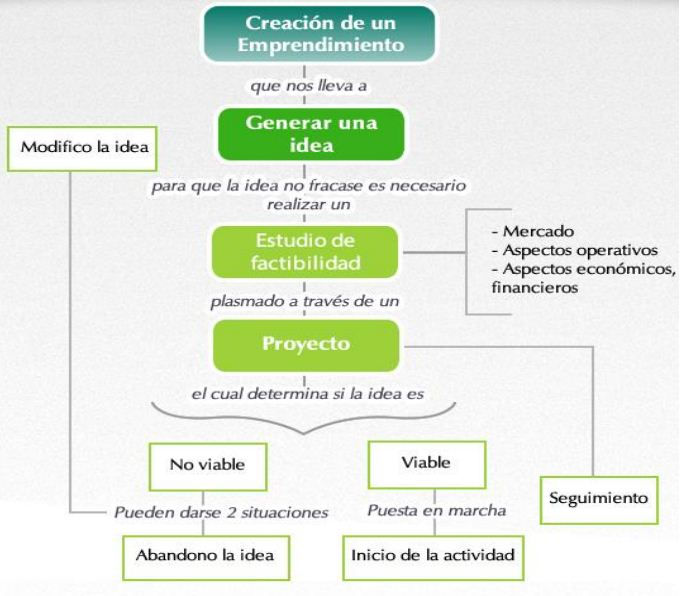 Creación de un
Emprendimiento
que nos lleva a
Generar una
idea
Modifico la idea
para que la idea no fracase es necesario
realizar un
Estudio de
factibilidad
- Mercado
- Aspectos operativos
- Aspectos económicos,
financieros
plasmado a través de un
Proyecto
el cual determina si la idea es
No viable
Viable
Seguimiento
Pueden darse 2 situaciones
Puesta en marcha
Abandono la idea
Inicio de la actividad